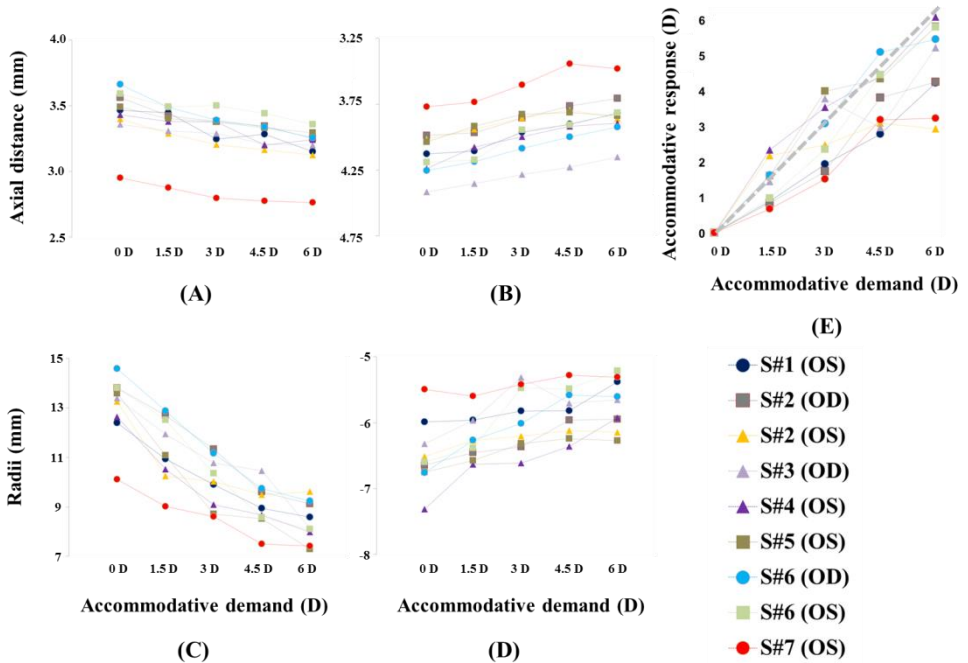 Axial distance (mm)
4.0
3.5
3.0
2.5
0 D 1.5 D 3 D 4.5 D 6 D
(A)
3.25
3.75
4.25
4.75
0 D 1.5 D 3 D 4.5 D 6 D
(B)
Accommodative response (D)
6
5
4
3
2
1
0
0 D 1.5 D 3 D 4.5 D 6 D
Accommodative demand (D)
(E)
Radii (mm)
15
13
11
9
7
0 D 1.5 D 3 D 4.5 D 6 D
Accommodative demand (D)
(C)
-5
-6
-7
-8
0 D 1.5 D 3 D 4.5 D 6 D
Accommodative demand (D)
(D)
S#1 (OS)
S#2 (OD)
S#2 (OS)
S#3 (OD)
S#4 (OS)
S#5 (OS)
S#6 (OD)
S#6 (OS)
S#7 (OS)